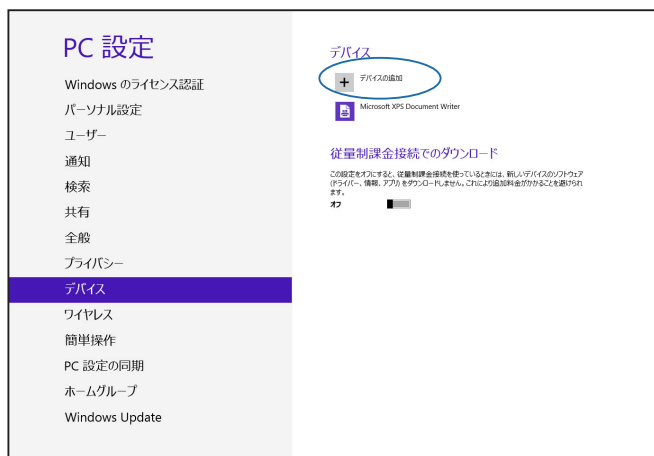 PC 設定
Windows のライセンス認証
パーソナル設定
ユーザー
通知
検索
共有
全般
プライバシー
デバイス
ワイヤレス
簡単操作
PC 設定の同期
ホームグループ
Windows Update
デバイス
デバイスの追加
Microsoft XPS Document Writer
従量制課金接続でのダウンロード
この設定をオフにすると、従量制課金接続を使っているときには、新しいデバイスのソフトウェア
(ドライバー、情報、アプリ) をダウンロードしません。これにより追加料金がかかることを避けられ
ます。
オフ